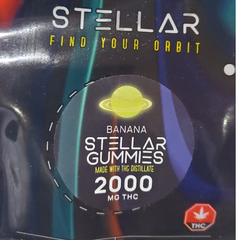 STELLAR
FIND YOUR ORBIT
BANANA
STELLAR
GUMMIES
MADE WITH THC DISTILLATE
2000
MG THC
THC